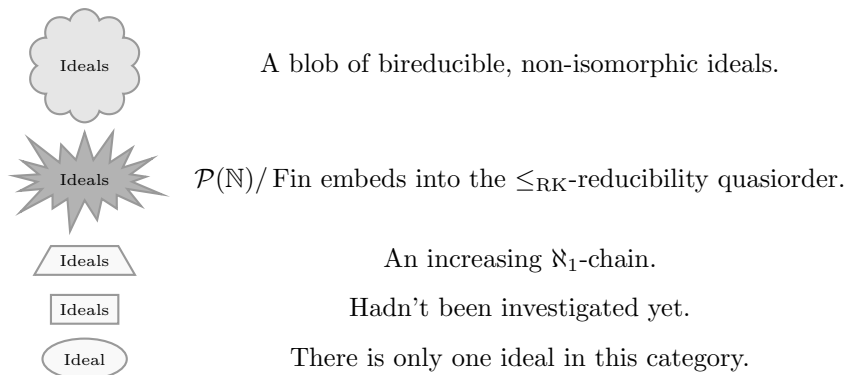 Ideals A blob of bireducible, non-isomorphic ideals.
Ideals 𝒫(ℕ)/ Fin embeds into the ≤_RK-reducibility quasiorder.
Ideals An increasing ℵ₁-chain.
Ideals Hadn't been investigated yet.
Ideal There is only one ideal in this category.